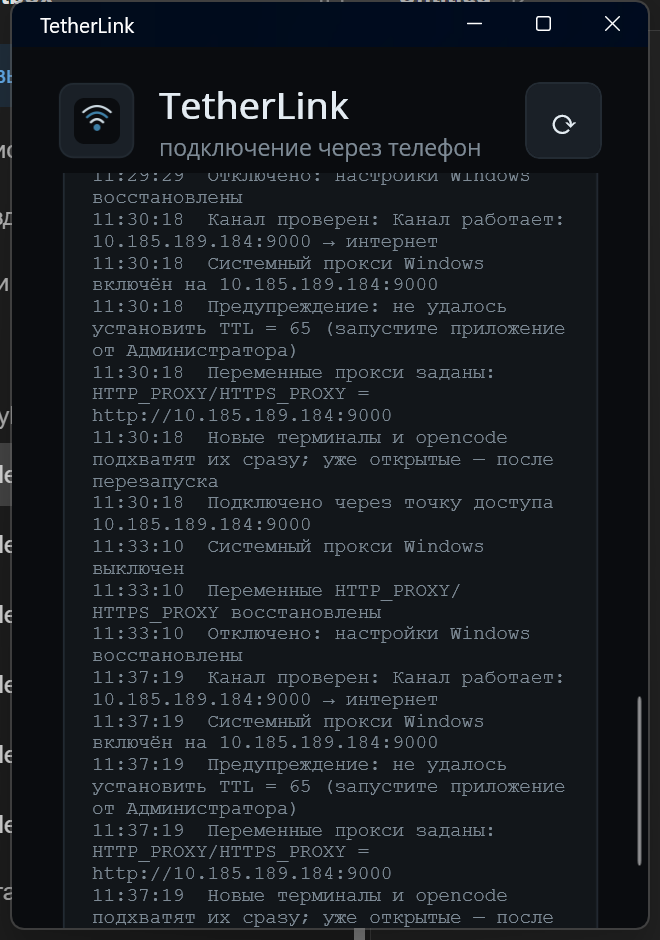 TetherLink
TetherLink
подключение через телефон
11:29:29 Отключено: настройки Windows
восстановлены
11:30:18 Канал проверен: Канал работает:
10.185.189.184:9000 → интернет
11:30:18 Системный прокси Windows
включён на 10.185.189.184:9000
11:30:18 Предупреждение: не удалось
установить TTL = 65 (запустите приложение
от Администратора)
11:30:18 Переменные прокси заданы:
HTTP_PROXY/HTTPS_PROXY =
http://10.185.189.184:9000
11:30:18 Новые терминалы и opencode
подхватят их сразу; уже открытые — после
перезапуска
11:30:18 Подключено через точку доступа
10.185.189.184:9000
11:33:10 Системный прокси Windows
выключен
11:33:10 Переменные HTTP_PROXY/
HTTPS_PROXY восстановлены
11:33:10 Отключено: настройки Windows
восстановлены
11:37:19 Канал проверен: Канал работает:
10.185.189.184:9000 → интернет
11:37:19 Системный прокси Windows
включён на 10.185.189.184:9000
11:37:19 Предупреждение: не удалось
установить TTL = 65 (запустите приложение
от Администратора)
11:37:19 Переменные прокси заданы:
HTTP_PROXY/HTTPS_PROXY =
http://10.185.189.184:9000
11:37:19 Новые терминалы и opencode
подхватят их сразу; уже открытые — после